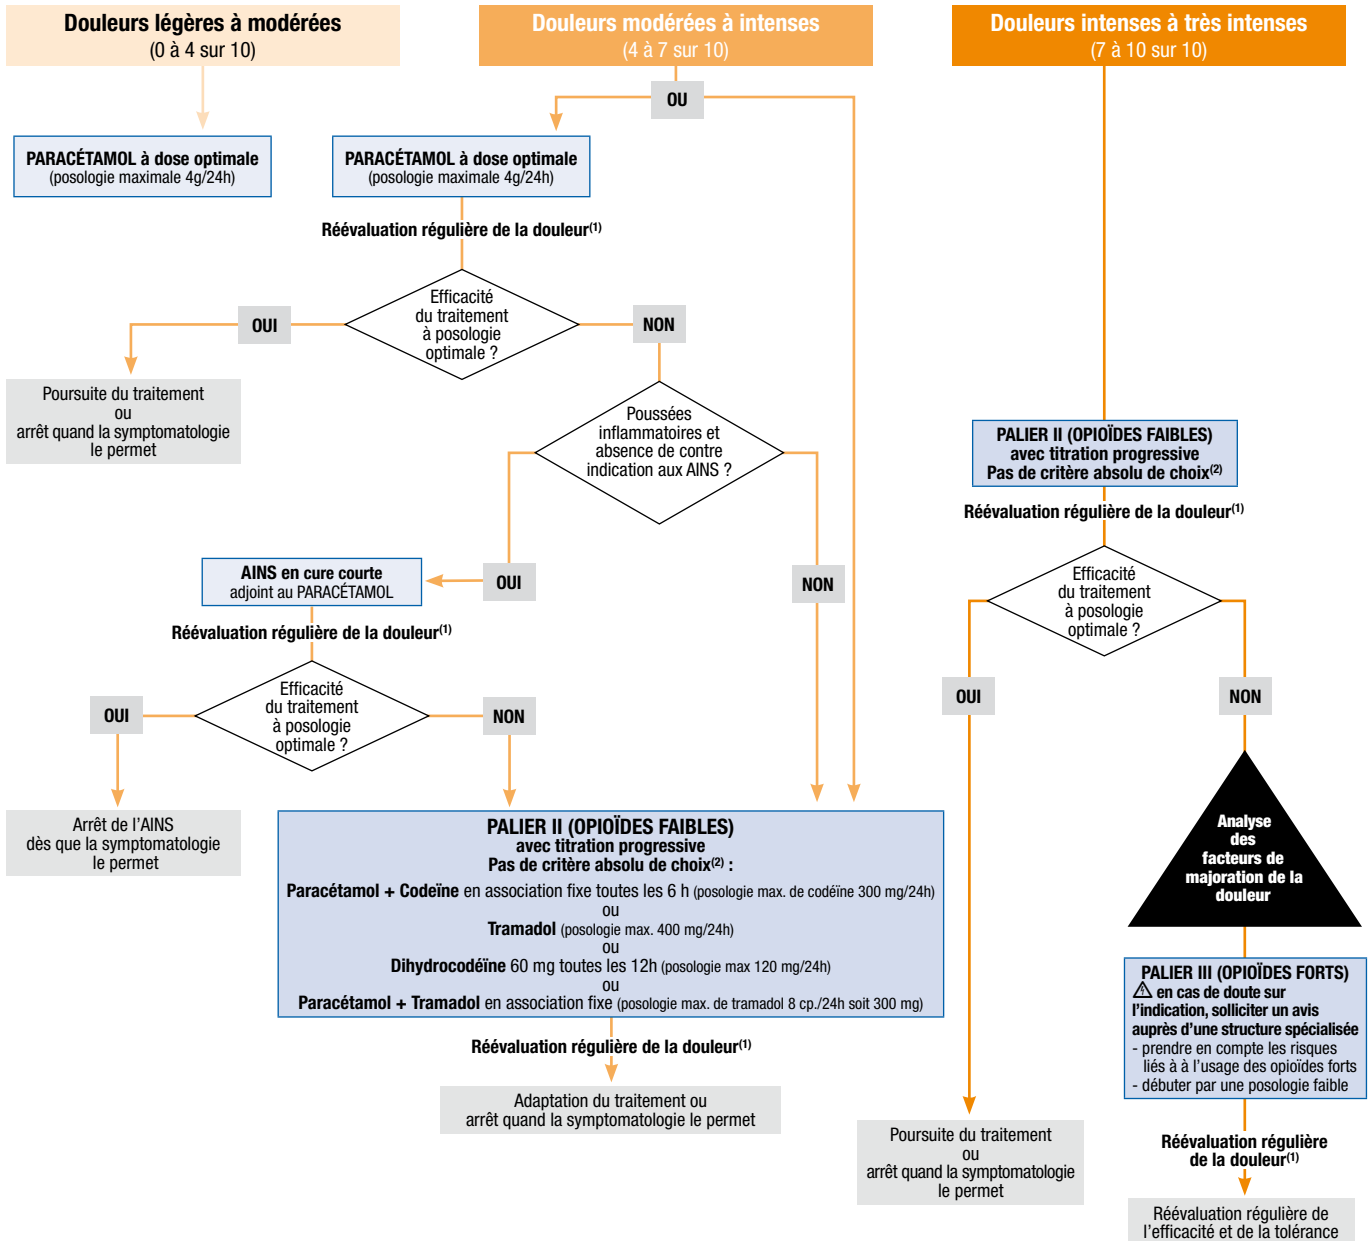 Douleurs légères à modérées
(0 à 4 sur 10)
Douleurs modérées à intenses
(4 à 7 sur 10)
Douleurs intenses à très intenses
(7 à 10 sur 10)
OU
PARACÉTAMOL à dose optimale
(posologie maximale 4g/24h)
PARACÉTAMOL à dose optimale
(posologie maximale 4g/24h)
Réévaluation régulière de la douleur(1)
Efficacité
du traitement
à posologie
optimale ?
OUI
NON
Poursuite du traitement
ou
arrêt quand la symptomatologie
le permet
Poussées
inflammatoires et
absence de contre
indication aux AINS ?
OUI
NON
AINS en cure courte
adjoint au PARACÉTAMOL
Réévaluation régulière de la douleur(1)
Efficacité
du traitement
à posologie
optimale ?
OUI
NON
Arrêt de l'AINS
dès que la symptomatologie
le permet
PALIER II (OPIOÏDES FAIBLES)
avec titration progressive
Pas de critère absolu de choix(2) :
Paracétamol + Codeïne en association fixe toutes les 6 h (posologie max. de codéïne 300 mg/24h)
ou
Tramadol (posologie max. 400 mg/24h)
ou
Dihydrocodéïne 60 mg toutes les 12h (posologie max 120 mg/24h)
ou
Paracétamol + Tramadol en association fixe (posologie max. de tramadol 8 cp./24h soit 300 mg)
Réévaluation régulière de la douleur(1)
Adaptation du traitement ou
arrêt quand la symptomatologie le permet
PALIER II (OPIOÏDES FAIBLES)
avec titration progressive
Pas de critère absolu de choix(2)
Réévaluation régulière de la douleur(1)
Efficacité
du traitement
à posologie
optimale ?
OUI
NON
Poursuite du traitement
ou
arrêt quand la symptomatologie
le permet
Analyse
des
facteurs de
majoration de la
douleur
PALIER III (OPIOÏDES FORTS)
⚠ en cas de doute sur
l'indication, solliciter un avis
auprès d'une structure spécialisée
- prendre en compte les risques
liés à à l'usage des opioïdes forts
- débuter par une posologie faible
Réévaluation régulière
de la douleur(1)
Réévaluation régulière de
l'efficacité et de la tolérance